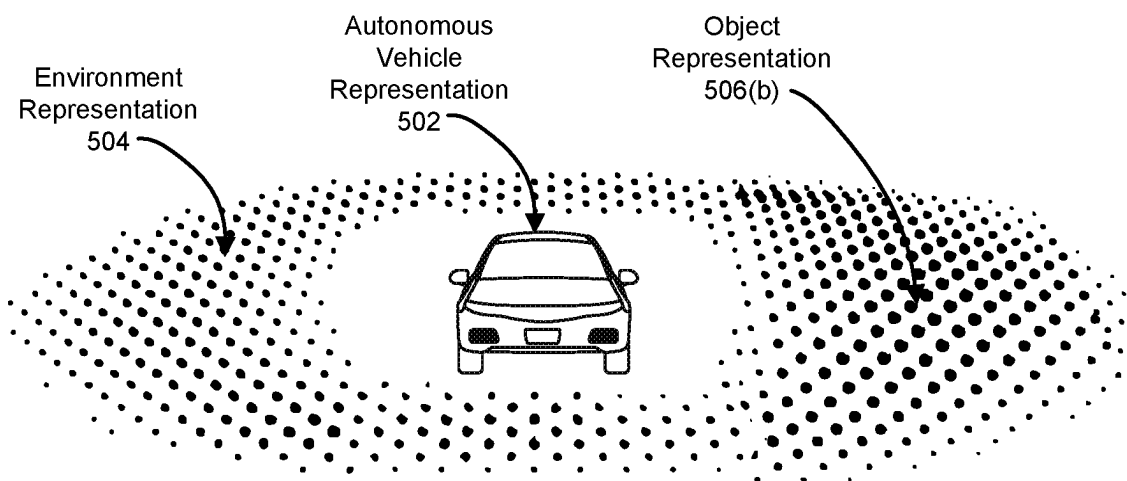 Environment
Representation
504
Autonomous
Vehicle
Representation
502
Object
Representation
506(b)